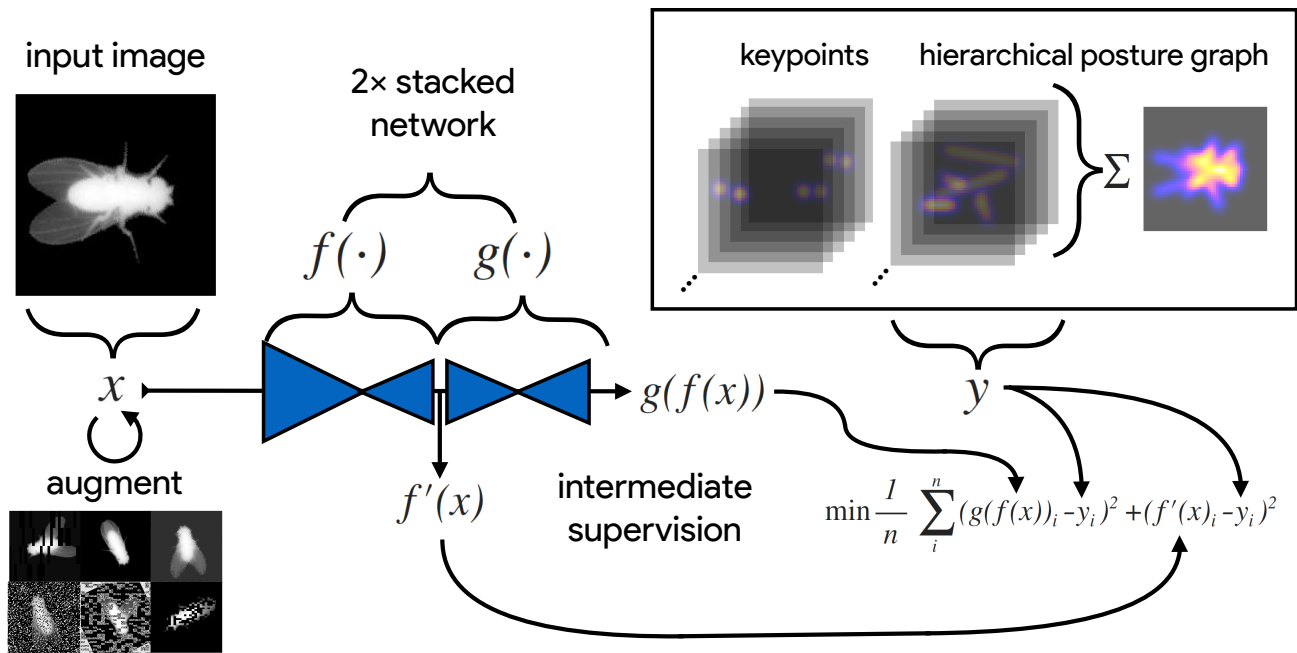 input image
2× stacked
network
keypoints
hierarchical posture graph
Σ
f(·)
g(·)
x
g(f(x))
y
augment
f'(x)
intermediate
supervision
min 1/n Σ_i^n (g(f(x))_i - y_i)² + (f'(x)_i - y_i)²